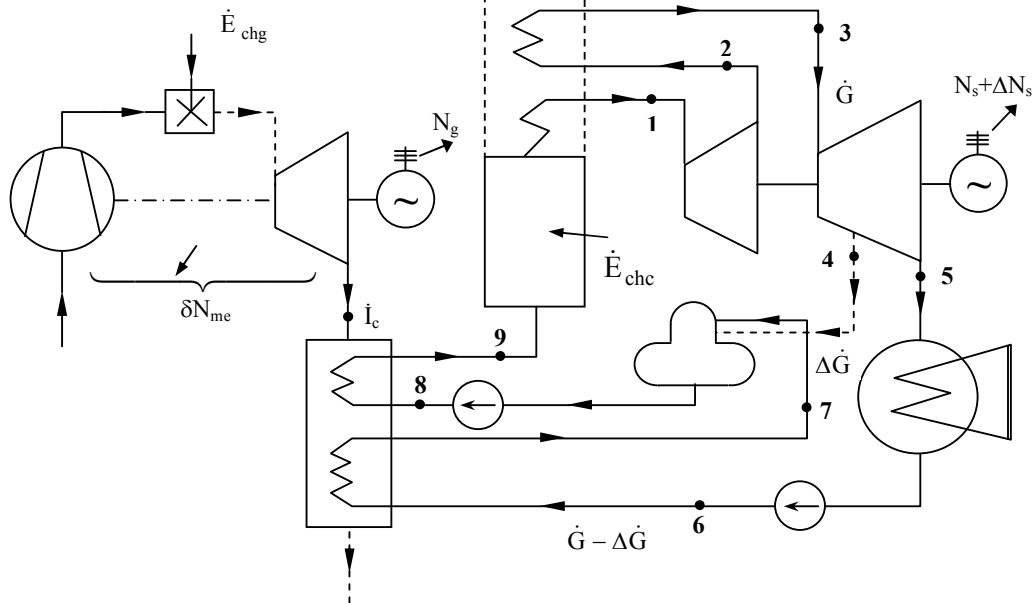 Ė chg
N g
δN me
İ c
1
2
3
Ġ
N s +ΔN s
4
5
Ė chc
9
8
ΔĠ
7
6
Ġ – ΔĠ
~
~